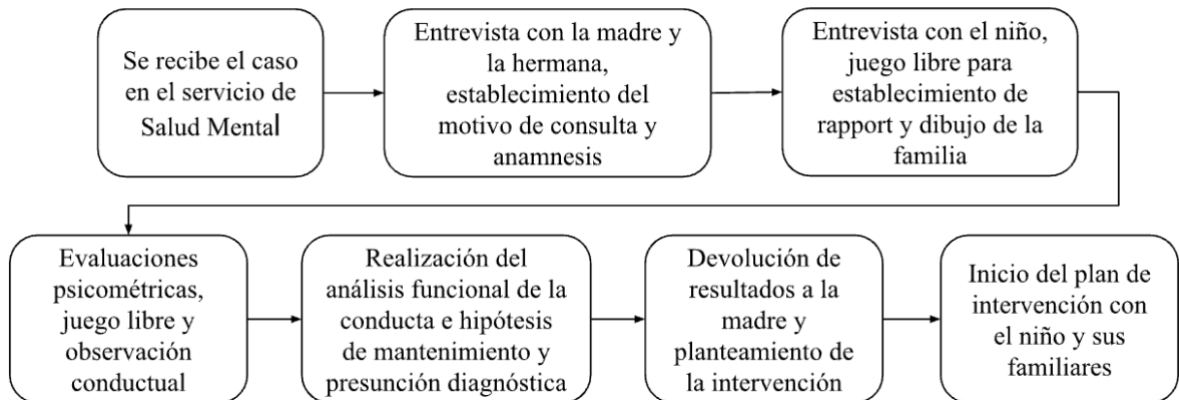 Se recibe el caso
en el servicio de
Salud Mental
Entrevista con la madre y
la hermana,
establecimiento del
motivo de consulta y
anamnesis
Entrevista con el niño,
juego libre para
establecimiento de
rapport y dibujo de la
familia
Evaluaciones
psicométricas,
juego libre y
observación
conductual
Realización del
análisis funcional de la
conducta e hipótesis
de mantenimiento y
presunción diagnóstica
Devolución de
resultados a la
madre y
planteamiento de
la intervención
Inicio del plan de
intervención con
el niño y sus
familiares